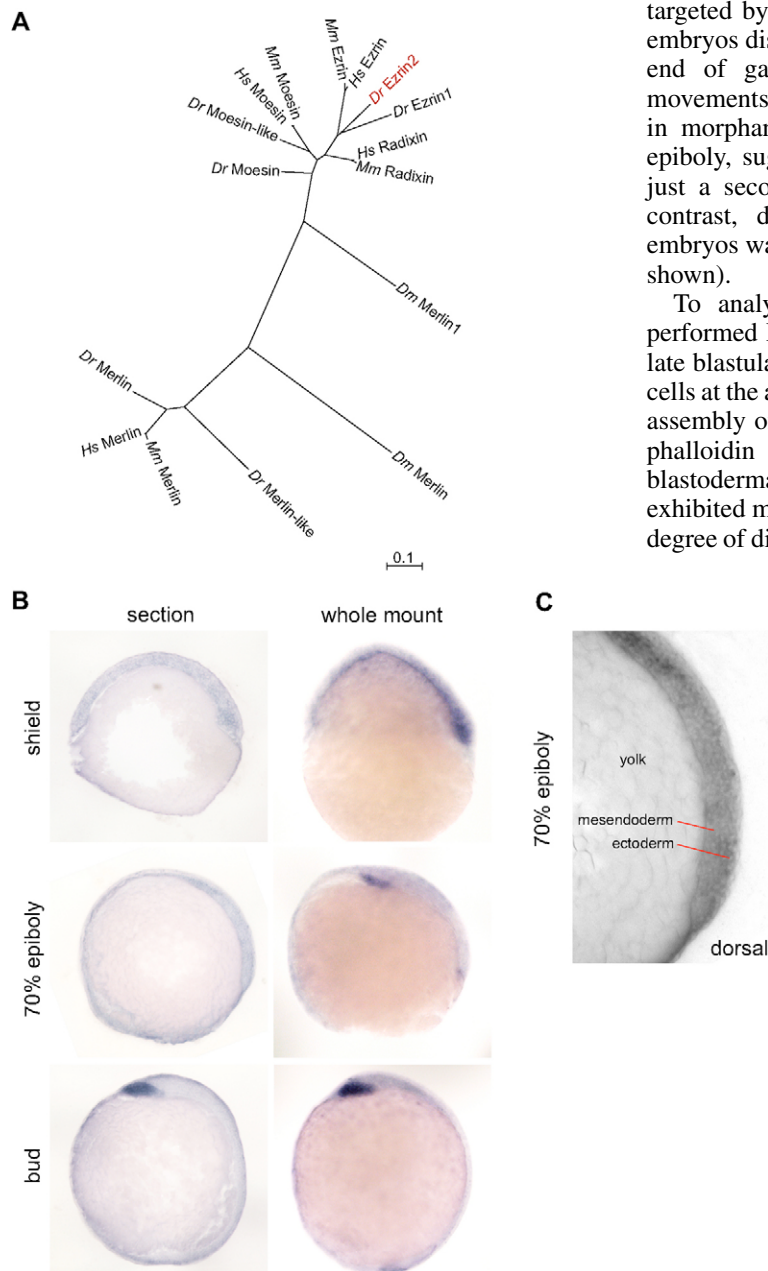 A
Mm Ezrin
Hs Ezrin
Dr Ezrin2
Dr Ezrin1
Mm Moesin
Hs Moesin
Dr Moesin-like
Dr Moesin
Hs Radixin
Mm Radixin
Dm Merlin1
Dr Merlin
Hs Merlin
Mm Merlin
Dr Merlin-like
Dm Merlin
0.1
targeted by
embryos dis
end of ga
movements
in morphan
epiboly, sug
just a seco
contrast, d
embryos wa
shown).
To analy
performed
late blastula
cells at the a
assembly o
phalloidin
blastoderma
exhibited m
degree of di
B
section
whole mount
shield
70% epiboly
bud
C
70% epiboly
yolk
mesendoderm
ectoderm
dorsal